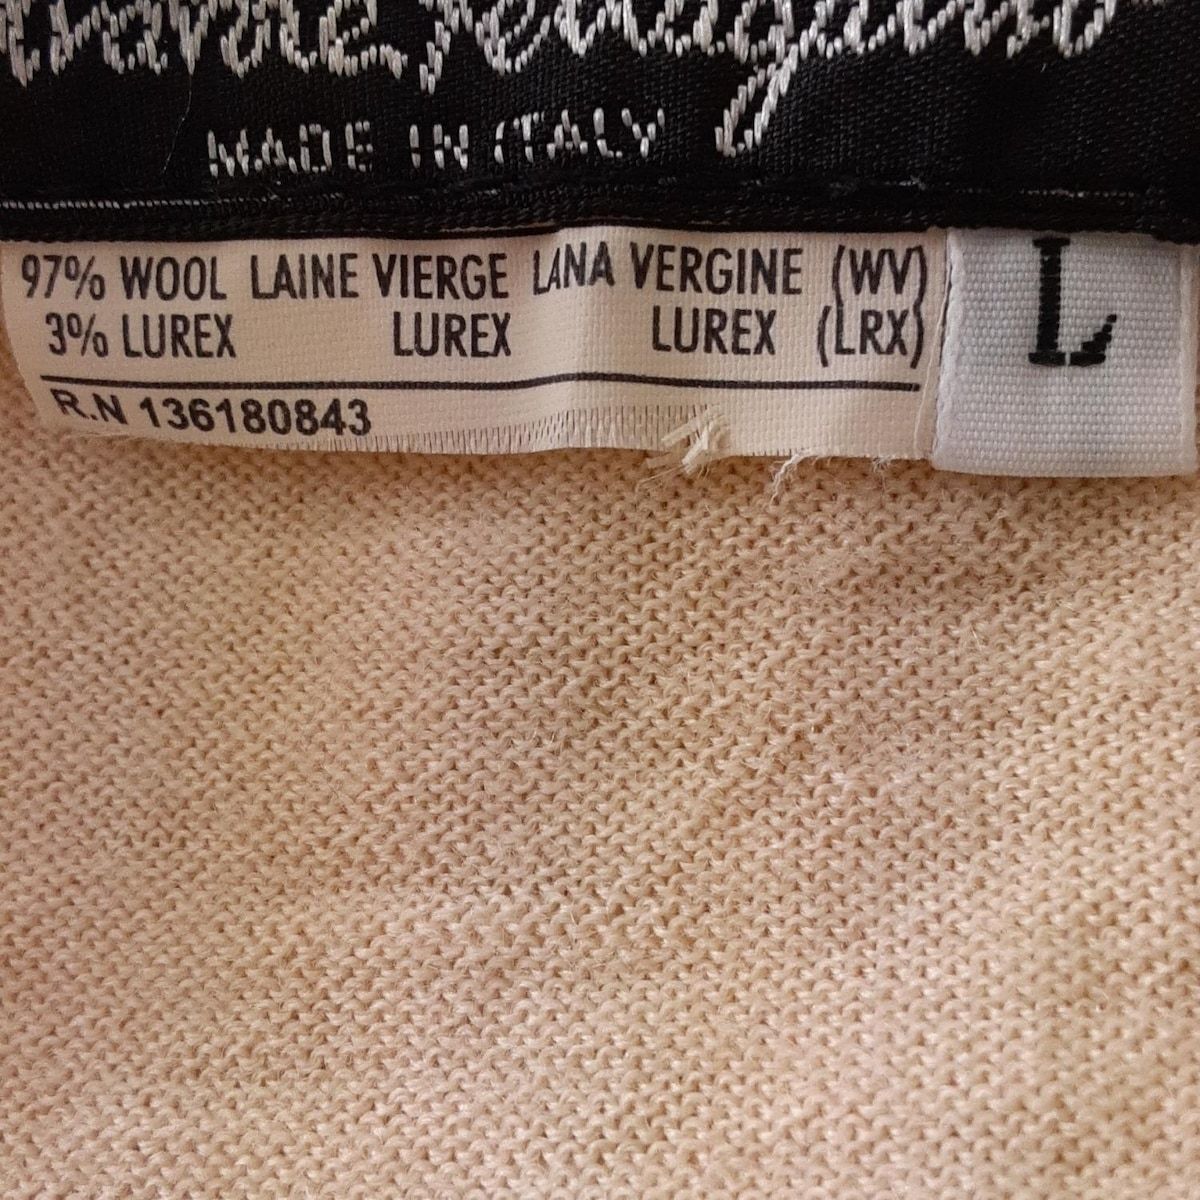 MADE IN ITALY
97% WOOL LAINE VIERGE LANA VERGINE (WV)
3% LUREX LUREX LUREX (LRX)
R.N 136180843
L